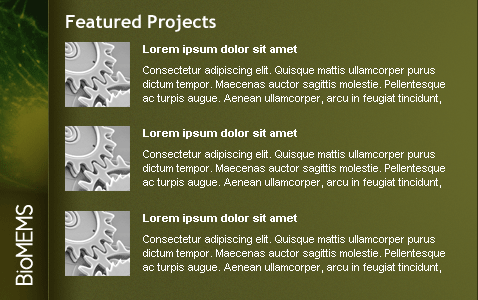 Featured Projects
Lorem ipsum dolor sit amet
Consectetur adipiscing elit. Quisque mattis ullamcorper purus
dictum tempor. Maecenas auctor sagittis molestie. Pellentesque
ac turpis augue. Aenean ullamcorper, arcu in feugiat tincidunt,
Lorem ipsum dolor sit amet
Consectetur adipiscing elit. Quisque mattis ullamcorper purus
dictum tempor. Maecenas auctor sagittis molestie. Pellentesque
ac turpis augue. Aenean ullamcorper, arcu in feugiat tincidunt,
Lorem ipsum dolor sit amet
Consectetur adipiscing elit. Quisque mattis ullamcorper purus
dictum tempor. Maecenas auctor sagittis molestie. Pellentesque
ac turpis augue. Aenean ullamcorper, arcu in feugiat tincidunt,
BioMEMS